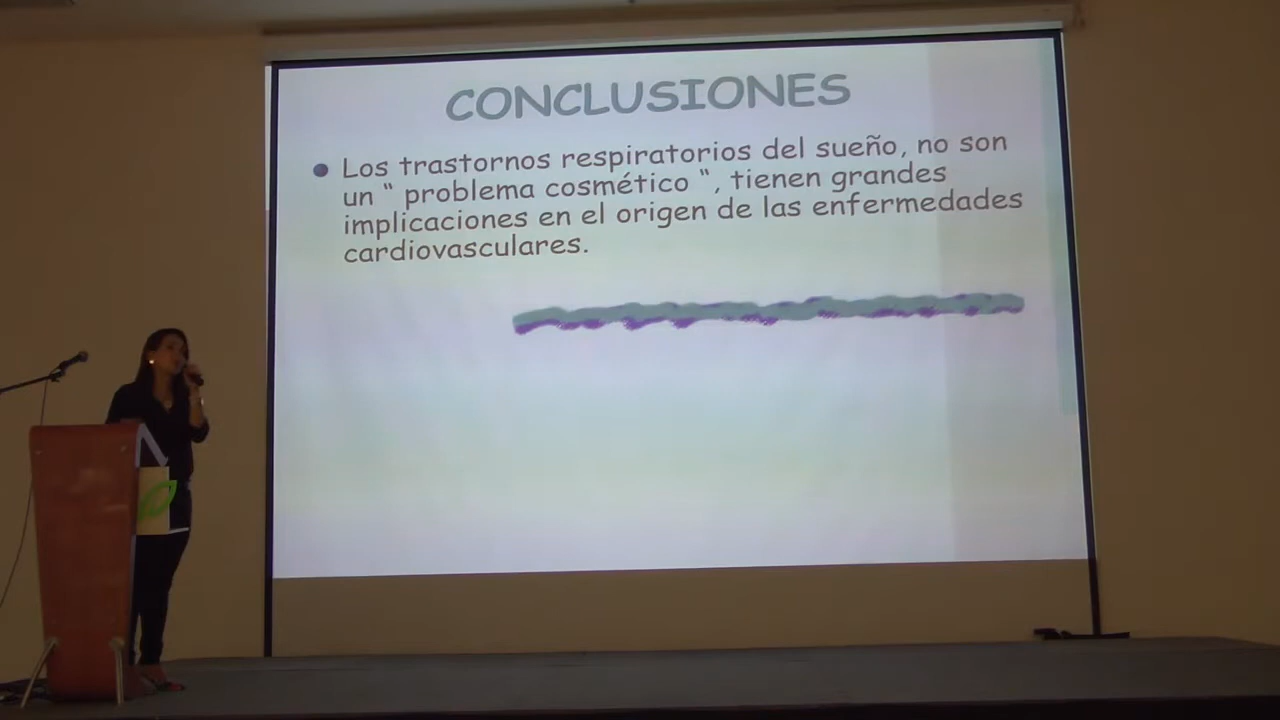 CONCLUSIONES
Los trastornos respiratorios del sueño, no son
un " problema cosmético ", tienen grandes
implicaciones en el origen de las enfermedades
cardiovasculares.